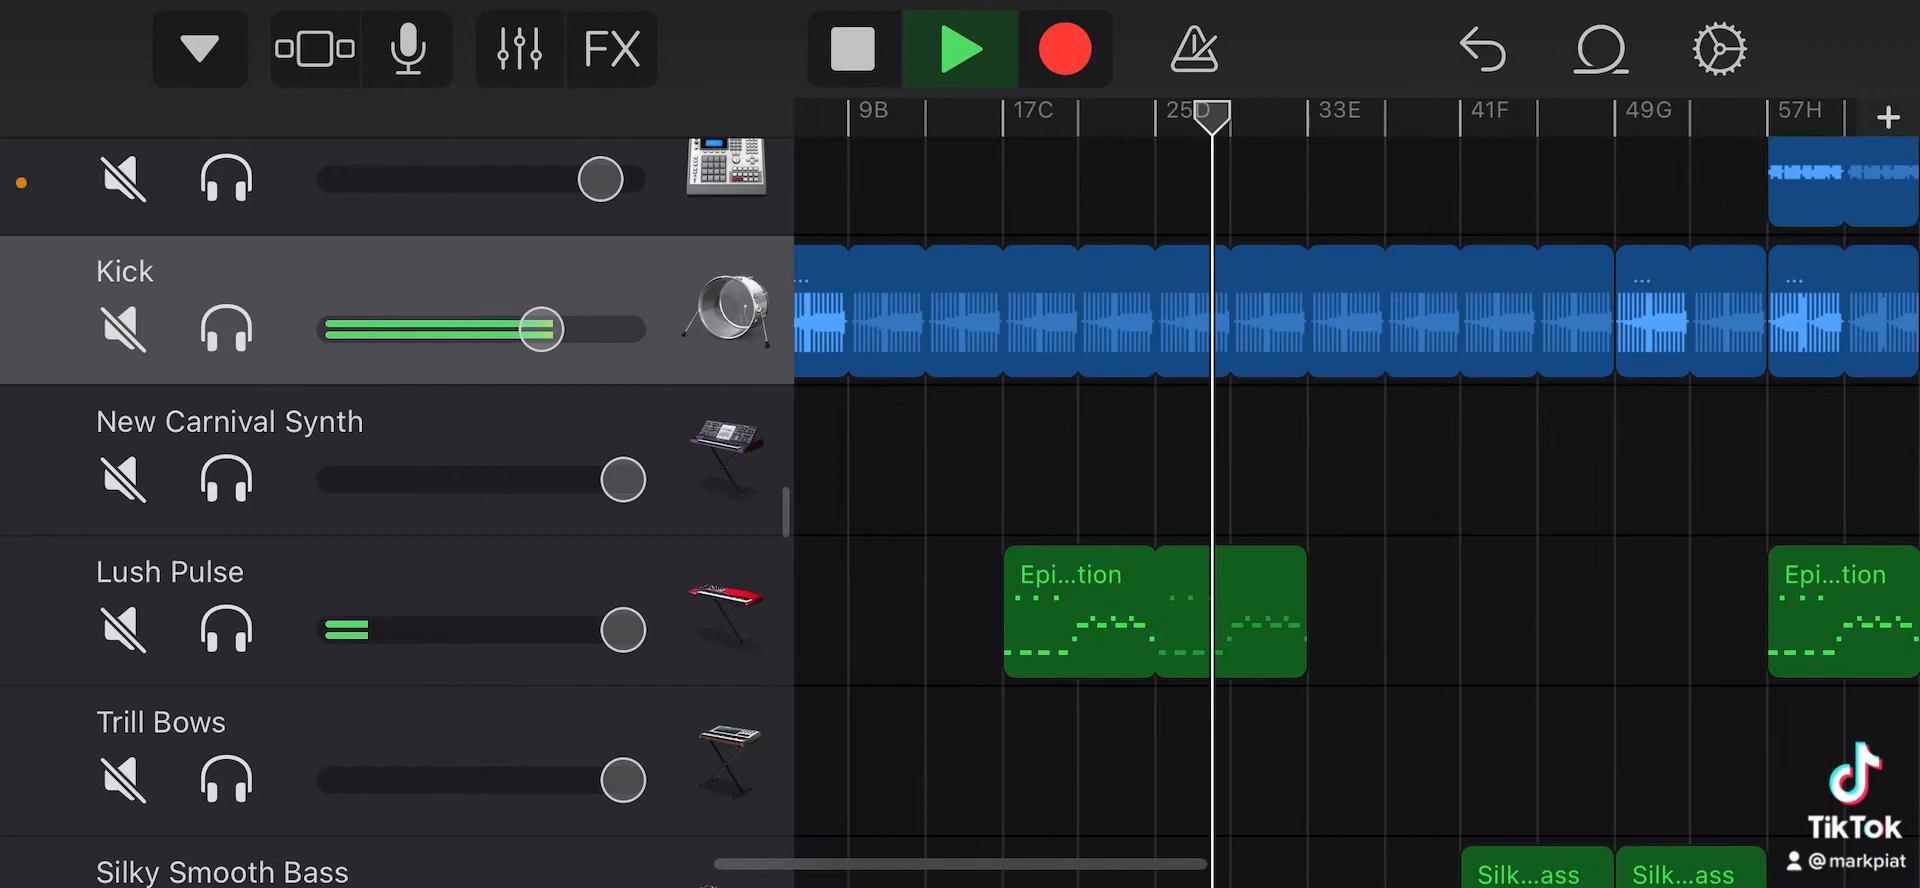 FX
9B 17C 25D 33E 41F 49G 57H +
Kick
...
...
...
New Carnival Synth
Lush Pulse
Epi...tion
Epi...tion
Trill Bows
TikTok
@markpiat
Silky Smooth Bass
Silk...ass
Silk...ass